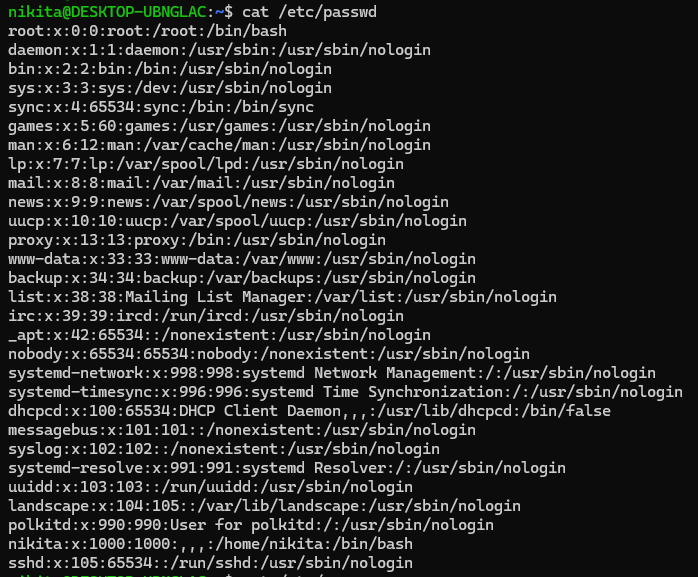 nikita@DESKTOP-UBNGLAC:~$ cat /etc/passwd
root:x:0:0:root:/root:/bin/bash
daemon:x:1:1:daemon:/usr/sbin:/usr/sbin/nologin
bin:x:2:2:bin:/bin:/usr/sbin/nologin
sys:x:3:3:sys:/dev:/usr/sbin/nologin
sync:x:4:65534:sync:/bin:/bin/sync
games:x:5:60:games:/usr/games:/usr/sbin/nologin
man:x:6:12:man:/var/cache/man:/usr/sbin/nologin
lp:x:7:7:lp:/var/spool/lpd:/usr/sbin/nologin
mail:x:8:8:mail:/var/mail:/usr/sbin/nologin
news:x:9:9:news:/var/spool/news:/usr/sbin/nologin
uucp:x:10:10:uucp:/var/spool/uucp:/usr/sbin/nologin
proxy:x:13:13:proxy:/bin:/usr/sbin/nologin
www-data:x:33:33:www-data:/var/www:/usr/sbin/nologin
backup:x:34:34:backup:/var/backups:/usr/sbin/nologin
list:x:38:38:Mailing List Manager:/var/list:/usr/sbin/nologin
irc:x:39:39:ircd:/run/ircd:/usr/sbin/nologin
_apt:x:42:65534::/nonexistent:/usr/sbin/nologin
nobody:x:65534:65534:nobody:/nonexistent:/usr/sbin/nologin
systemd-network:x:998:998:systemd Network Management:/:/usr/sbin/nologin
systemd-timesync:x:996:996:systemd Time Synchronization:/:/usr/sbin/nologin
dhcpcd:x:100:65534:DHCP Client Daemon,,,:/usr/lib/dhcpcd:/bin/false
messagebus:x:101:101::/nonexistent:/usr/sbin/nologin
syslog:x:102:102::/nonexistent:/usr/sbin/nologin
systemd-resolve:x:991:991:systemd Resolver:/:/usr/sbin/nologin
uuidd:x:103:103::/run/uuidd:/usr/sbin/nologin
landscape:x:104:105::/var/lib/landscape:/usr/sbin/nologin
polkitd:x:990:990:User for polkitd:/:/usr/sbin/nologin
nikita:x:1000:1000:,,,:/home/nikita:/bin/bash
sshd:x:105:65534::/run/sshd:/usr/sbin/nologin